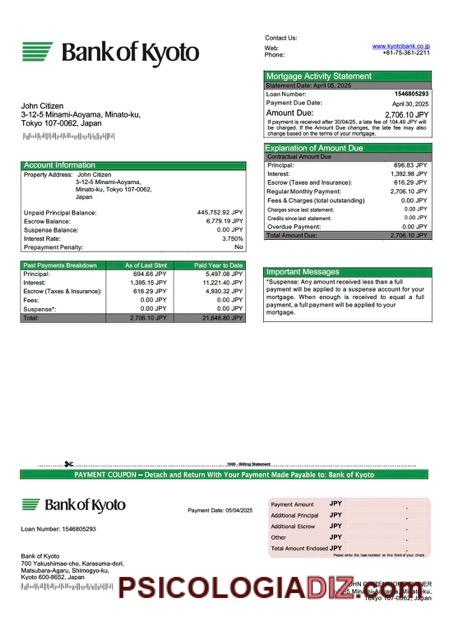 Bank of Kyoto
Contact Us:
Web: www.kyotobank.co.jp
Phone: +81-75-361-2211
Mortgage Activity Statement
Statement Date: April 05, 2025
Loan Number: 1546805293
Payment Due Date: April 30, 2025
Amount Due: 2,706.10 JPY
If payment is received after 30/04/25, a late fee of 104.49 JPY will
be charged. If the Amount Due changes, the late fee may also
change based on the terms of your mortgage.
John Citizen
3-12-5 Minami-Aoyama, Minato-ku,
Tokyo 107-0062, Japan
Explanation of Amount Due
Contractual Amount Due
Principal: 696.83 JPY
Interest: 1,392.98 JPY
Escrow (Taxes and Insurance): 616.29 JPY
Regular Monthly Payment: 2,706.10 JPY
Fees & Charges (total outstanding) 0.00 JPY
Charges since last statement: 0.00 JPY
Credits since last statement: 0.00 JPY
Overdue Payment: 0.00 JPY
Total Amount Due: 2,706.10 JPY
Account Information
Property Address: John Citizen
3-12-5 Minami-Aoyama,
Minato-ku, Tokyo 107-0062,
Japan
Unpaid Principal Balance: 445,752.92 JPY
Escrow Balance: 6,779.19 JPY
Suspense Balance: 0.00 JPY
Interest Rate: 3.750%
Prepayment Penalty: No
Past Payments Breakdown As of Last Stmt Paid Year to Date
Principal: 694.66 JPY 5,497.08 JPY
Interest: 1,395.15 JPY 11,221.40 JPY
Escrow (Taxes & Insurance): 616.29 JPY 4,930.32 JPY
Fees: 0.00 JPY 0.00 JPY
Suspense*: 0.00 JPY 0.00 JPY
Total: 2,706.10 JPY 21,648.80 JPY
Important Messages
*Suspense: Any amount received less than a full
payment will be applied to a suspense account for your
mortgage. When enough is received to equal a full
payment, a full payment will be applied to your
mortgage.
Billing Statement
PAYMENT COUPON – Detach and Return With Your Payment Made Payable to: Bank of Kyoto
Bank of Kyoto
Payment Date: 05/04/2025
Loan Number: 1546805293
Payment Amount JPY .
Additional Principal JPY .
Additional Escrow JPY .
Other JPY .
Total Amount Enclosed JPY .
Please write the loan number on the front of your check
Bank of Kyoto
700 Yakushimae-cho, Karasuma-dori,
Matsubara-Agaru, Shimogyo-ku,
Kyoto 600-8652, Japan
PSICOLOGIADIZ.com